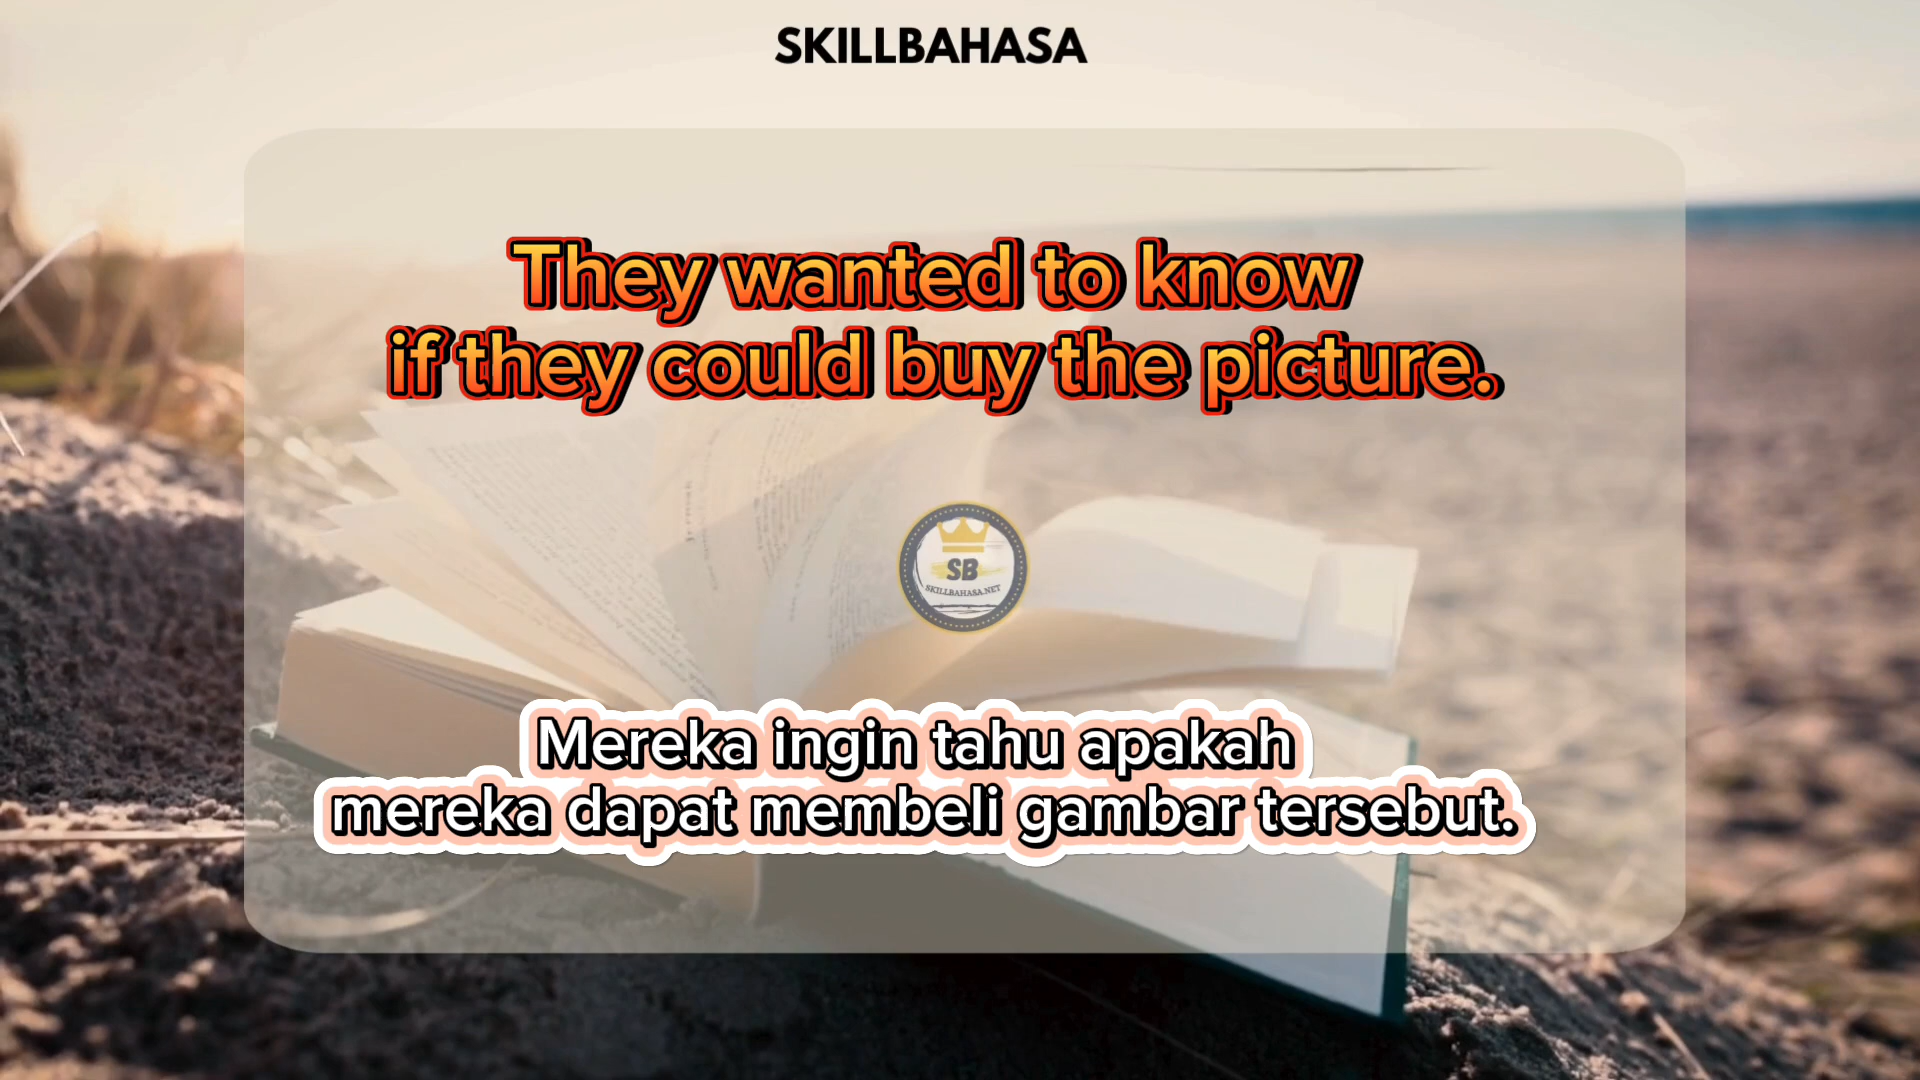 SKILLBAHASA
They wanted to know
if they could buy the picture.
SB
SKILLBAHASA.NET
Mereka ingin tahu apakah
mereka dapat membeli gambar tersebut.